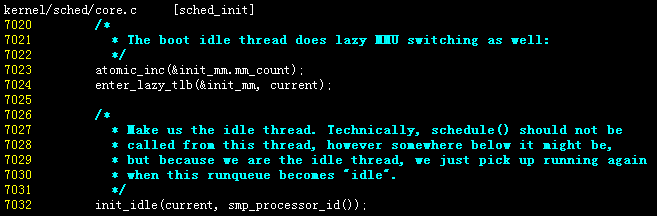 kernel/sched/core.c     [sched_init]
7020         /*
7021          * The boot idle thread does lazy MMU switching as well:
7022          */
7023         atomic_inc(&init_mm.mm_count);
7024         enter_lazy_tlb(&init_mm, current);
7025
7026         /*
7027          * Make us the idle thread. Technically, schedule() should not be
7028          * called from this thread, however somewhere below it might be,
7029          * but because we are the idle thread, we just pick up running again
7030          * when this runqueue becomes "idle".
7031          */
7032         init_idle(current, smp_processor_id());